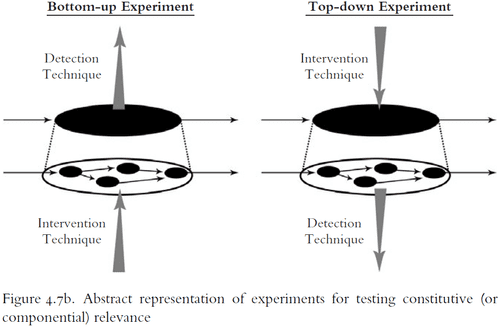 Bottom-up Experiment
Detection
Technique
Intervention
Technique
Top-down Experiment
Intervention
Technique
Detection
Technique
Figure 4.7b. Abstract representation of experiments for testing constitutive (or
componential) relevance